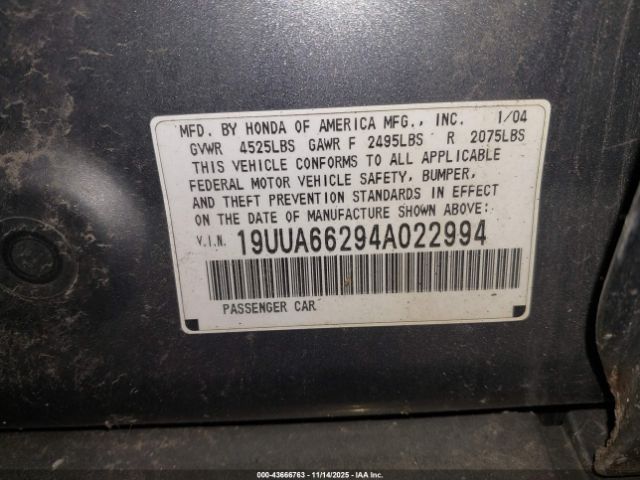 MFD. BY HONDA OF AMERICA MFG., INC. 1/04
GVWR 4525LBS GAWR F 2495LBS R 2075LBS
THIS VEHICLE CONFORMS TO ALL APPLICABLE
FEDERAL MOTOR VEHICLE SAFETY, BUMPER,
AND THEFT PREVENTION STANDARDS IN EFFECT
ON THE DATE OF MANUFACTURE SHOWN ABOVE:
V.I.N. 19UUA66294A022994
PASSENGER CAR
000-43666763 | 11/14/2025 | IAA Inc.